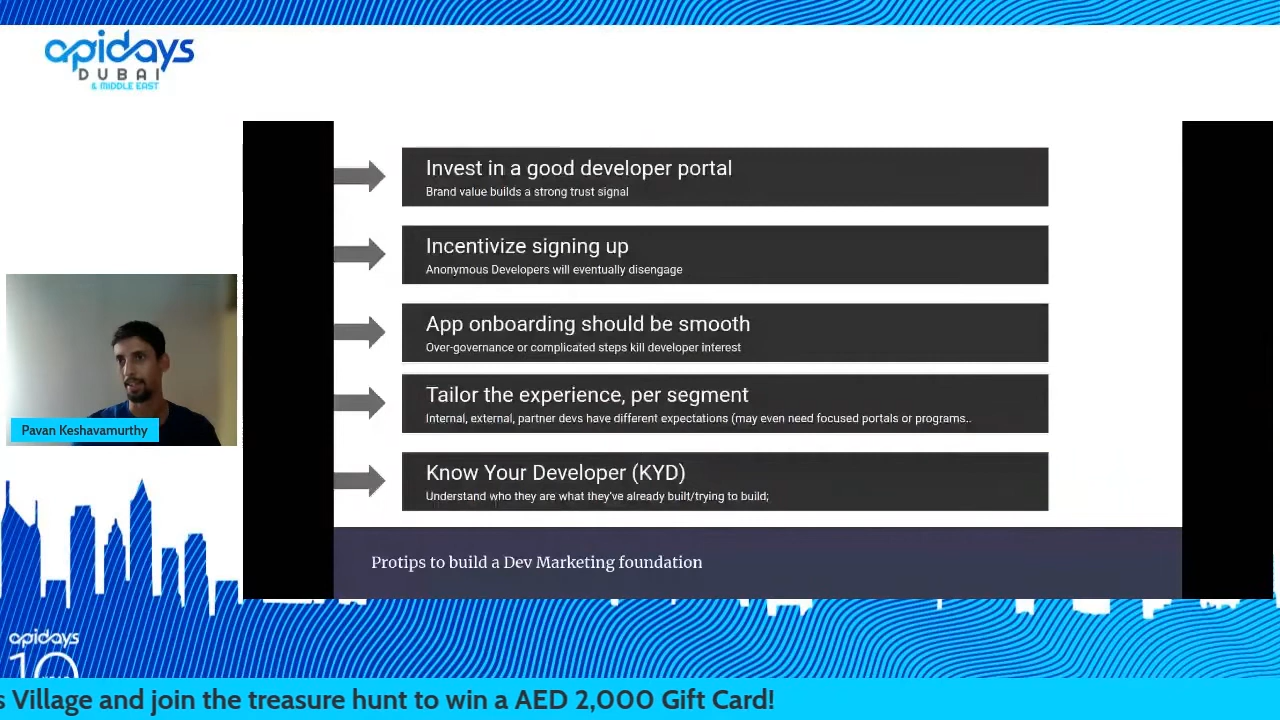 apidays
DUBAI
& MIDDLE EAST
Invest in a good developer portal
Brand value builds a strong trust signal
Incentivize signing up
Anonymous Developers will eventually disengage
App onboarding should be smooth
Over-governance or complicated steps kill developer interest
Tailor the experience, per segment
Internal, external, partner devs have different expectations (may even need focused portals or programs..
Know Your Developer (KYD)
Understand who they are what they've already built/trying to build;
Protips to build a Dev Marketing foundation
Pavan Keshavamurthy
apidays
10
s Village and join the treasure hunt to win a AED 2,000 Gift Card!